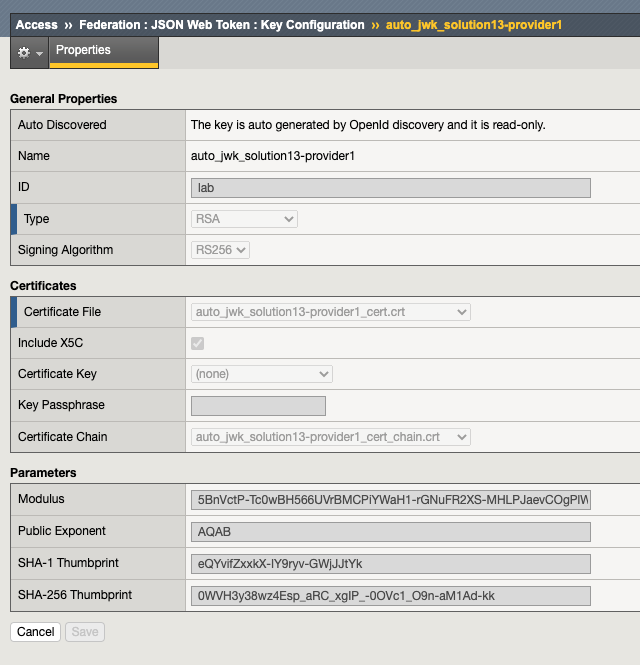 Access ›› Federation : JSON Web Token : Key Configuration ›› auto_jwk_solution13-provider1
Properties
General Properties
Auto Discovered The key is auto generated by OpenId discovery and it is read-only.
Name auto_jwk_solution13-provider1
ID lab
Type RSA
Signing Algorithm RS256
Certificates
Certificate File auto_jwk_solution13-provider1_cert.crt
Include X5C
Certificate Key (none)
Key Passphrase
Certificate Chain auto_jwk_solution13-provider1_cert_chain.crt
Parameters
Modulus 5BnVctP-Tc0wBH566UVrBMCPiYWaH1-rGNuFR2XS-MHLPJaevCOgPlW
Public Exponent AQAB
SHA-1 Thumbprint eQYvifZxxkX-IY9ryv-GWjJJtYk
SHA-256 Thumbprint 0WVH3y38wz4Esp_aRC_xgIP_-0OVc1_O9n-aM1Ad-kk
Cancel Save